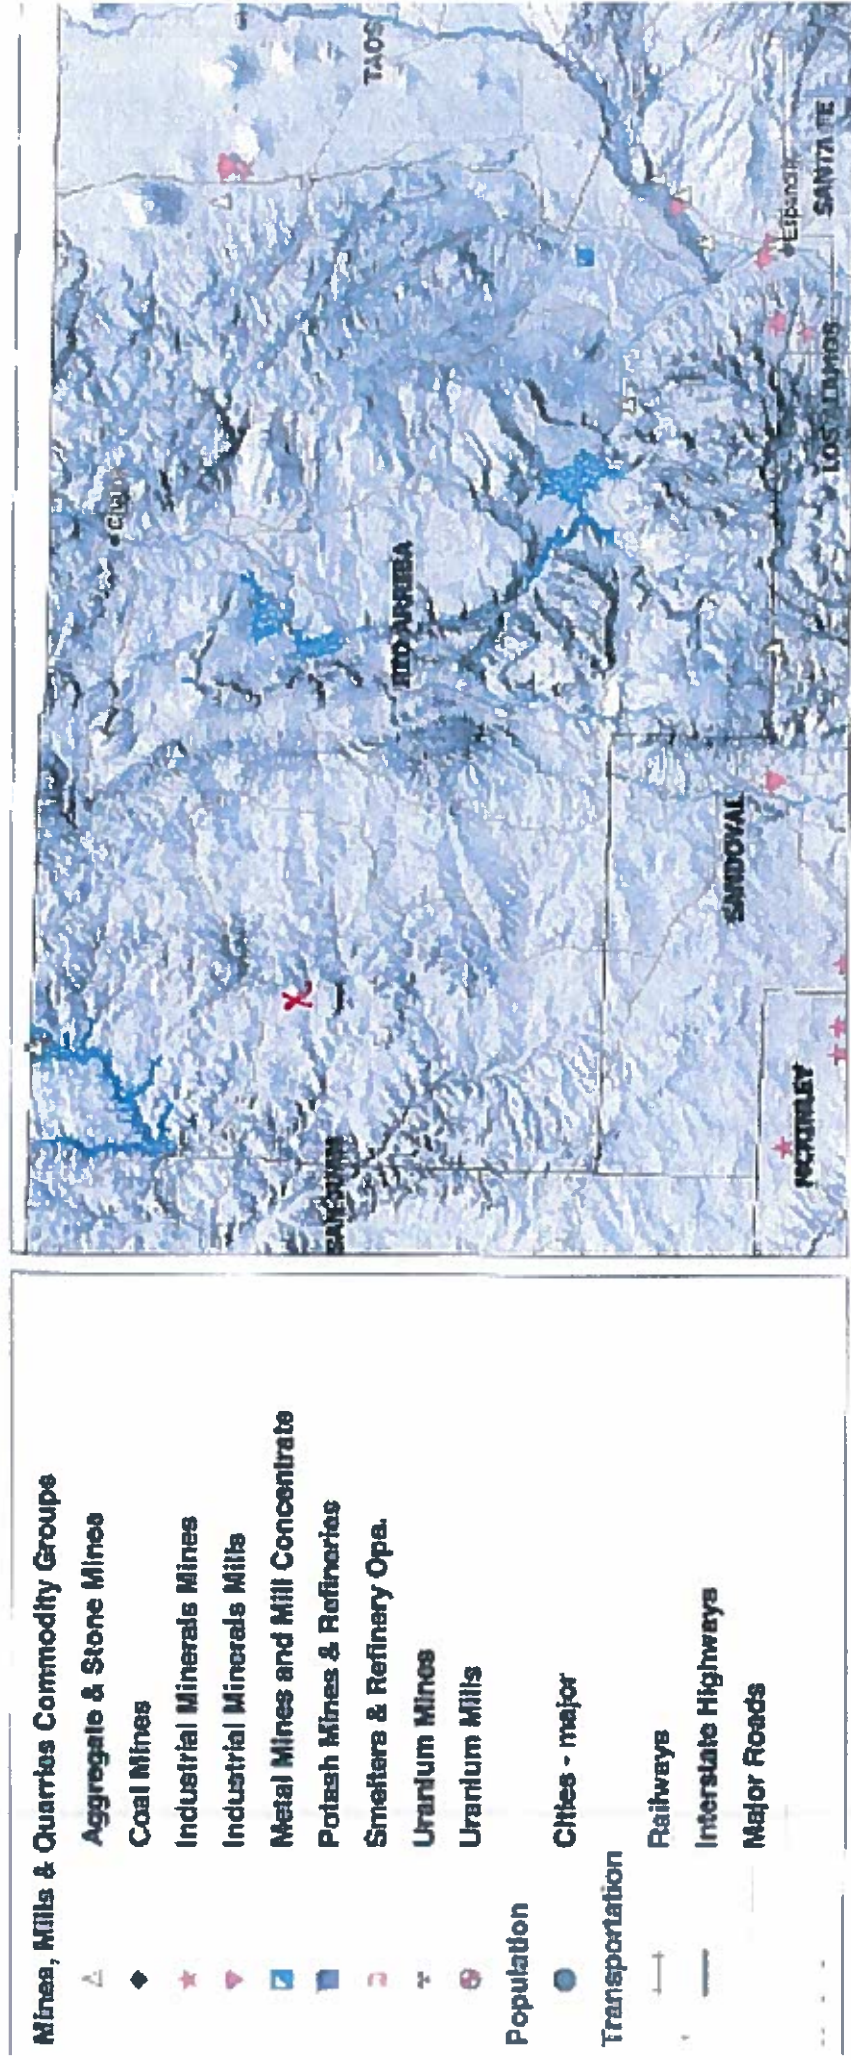 Mines, Mills & Quarries Commodity Groups
Aggregate & Stone Mines
Coal Mines
Industrial Minerals Mines
Industrial Minerals Mills
Metal Mines and Mill Concentrate
Potash Mines & Refineries
Smelters & Refinery Ops.
Uranium Mines
Uranium Mills
Population
Cities - major
Transportation
Railways
Interstate Highways
Major Roads
TAOS
RIO ARRIBA
SANDOVAL
MCKINLEY
LOS ALAMOS
Espanola
SANTA FE
X